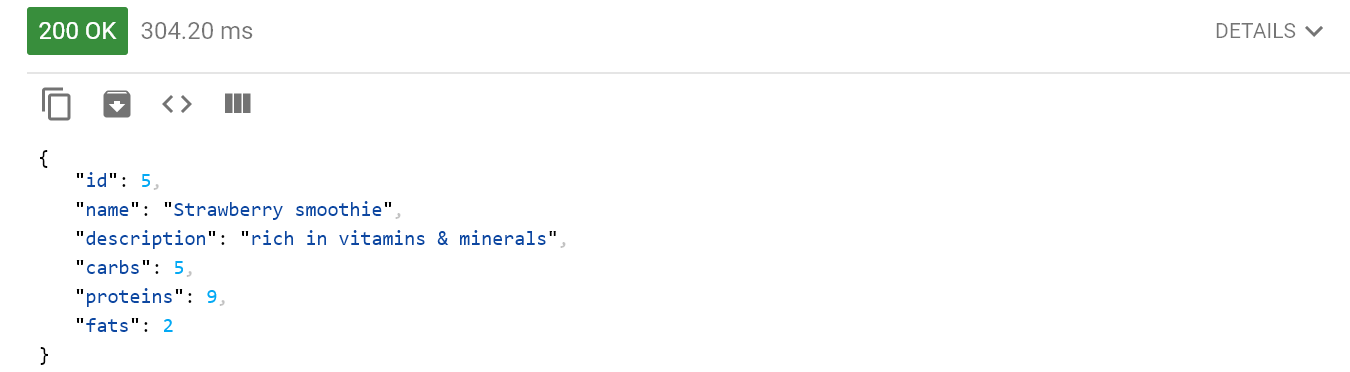 200 OK 304.20 ms DETAILS
{
"id": 5,
"name": "Strawberry smoothie",
"description": "rich in vitamins & minerals",
"carbs": 5,
"proteins": 9,
"fats": 2
}